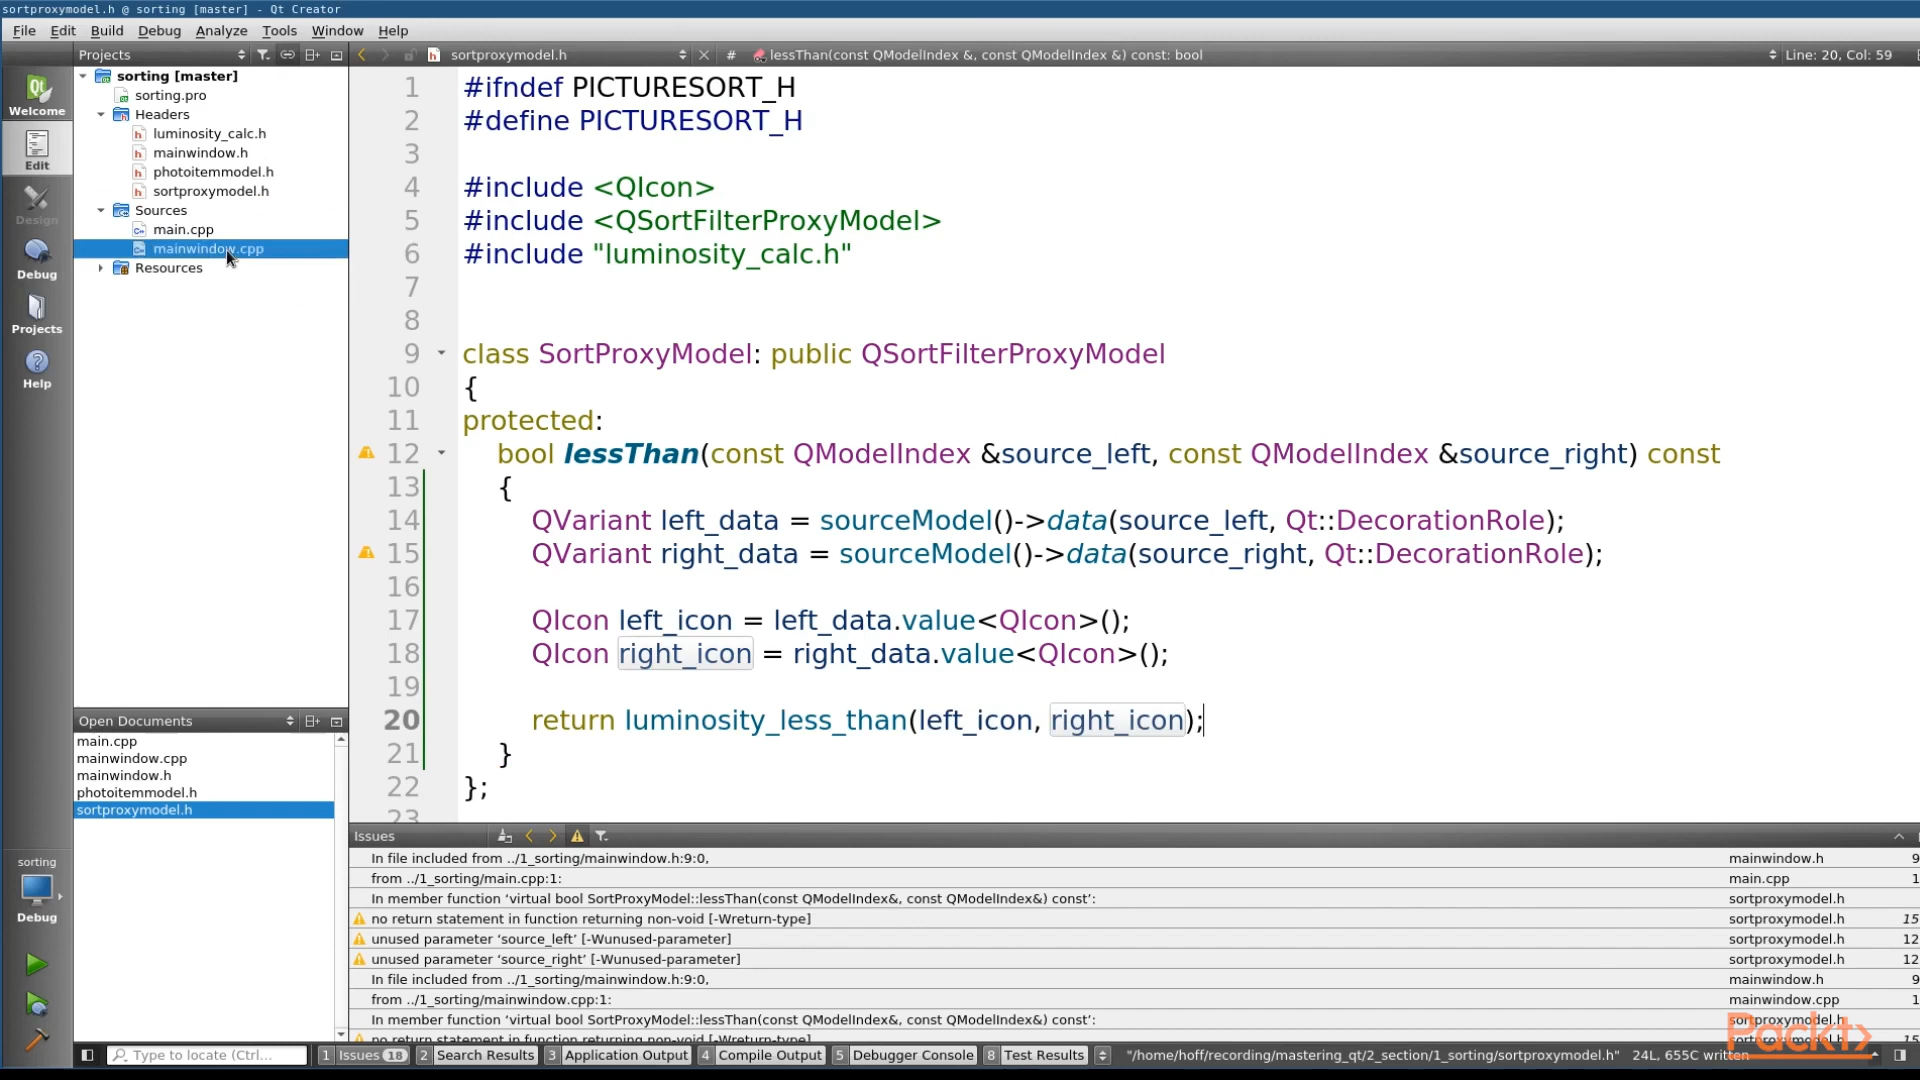 sortproxymodel.h @ sorting [master] - Qt Creator
File Edit Build Debug Analyze Tools Window Help
Projects
sortproxymodel.h
# lessThan(const QModelIndex &, const QModelIndex &) const: bool
Line: 20, Col: 59
Welcome
Edit
Design
Debug
Projects
Help
sorting
Debug
sorting [master]
sorting.pro
Headers
luminosity_calc.h
mainwindow.h
photoitemmodel.h
sortproxymodel.h
Sources
main.cpp
mainwindow.cpp
Resources
Open Documents
main.cpp
mainwindow.cpp
mainwindow.h
photoitemmodel.h
sortproxymodel.h
1 #ifndef PICTURESORT_H
2 #define PICTURESORT_H
3
4 #include <QIcon>
5 #include <QSortFilterProxyModel>
6 #include "luminosity_calc.h"
7
8
9 class SortProxyModel: public QSortFilterProxyModel
10 {
11 protected:
12 bool lessThan(const QModelIndex &source_left, const QModelIndex &source_right) const
13 {
14 QVariant left_data = sourceModel()->data(source_left, Qt::DecorationRole);
15 QVariant right_data = sourceModel()->data(source_right, Qt::DecorationRole);
16
17 QIcon left_icon = left_data.value<QIcon>();
18 QIcon right_icon = right_data.value<QIcon>();
19
20 return luminosity_less_than(left_icon, right_icon);
21 }
22 };
23
Issues
In file included from ../1_sorting/mainwindow.h:9:0, mainwindow.h 9
from ../1_sorting/main.cpp:1: main.cpp 1
In member function ‘virtual bool SortProxyModel::lessThan(const QModelIndex&, const QModelIndex&) const’: sortproxymodel.h
no return statement in function returning non-void [-Wreturn-type] sortproxymodel.h 15
unused parameter ‘source_left’ [-Wunused-parameter] sortproxymodel.h 12
unused parameter ‘source_right’ [-Wunused-parameter] sortproxymodel.h 12
In file included from ../1_sorting/mainwindow.h:9:0, mainwindow.h 9
from ../1_sorting/mainwindow.cpp:1: mainwindow.cpp 1
In member function ‘virtual bool SortProxyModel::lessThan(const QModelIndex&, const QModelIndex&) const’: sortproxymodel.h
no return statement in function returning non-void [-Wreturn-type]
Packt>
Type to locate (Ctrl... 1 Issues 18 2 Search Results 3 Application Output 4 Compile Output 5 Debugger Console 8 Test Results "/home/hoff/recording/mastering_qt/2_section/1_sorting/sortproxymodel.h" 24L, 655C written